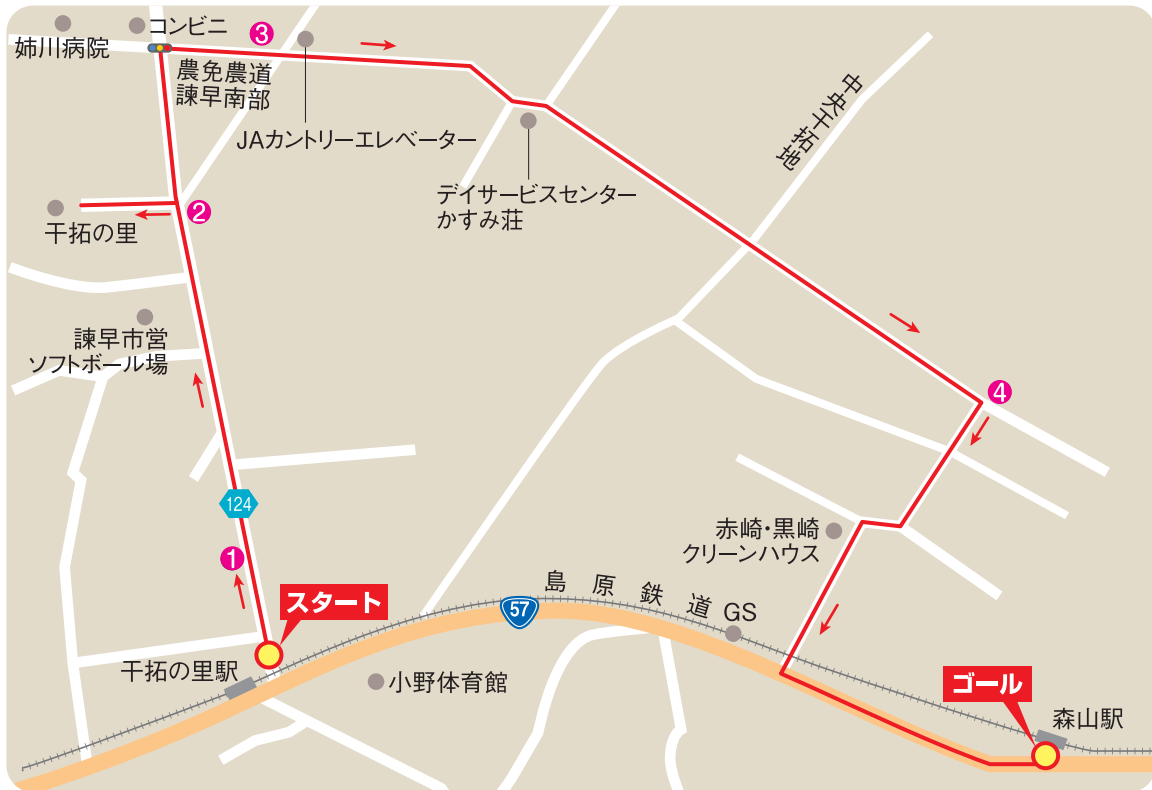 コンビニ
姉川病院
❸
農免農道
諫早南部
JAカントリーエレベーター
中央干拓地
デイサービスセンター
かすみ荘
❷
干拓の里
諫早市営
ソフトボール場
❹
124
赤崎・黒崎
クリーンハウス
❶
スタート
島原鉄道
57
GS
干拓の里駅
小野体育館
ゴール
森山駅